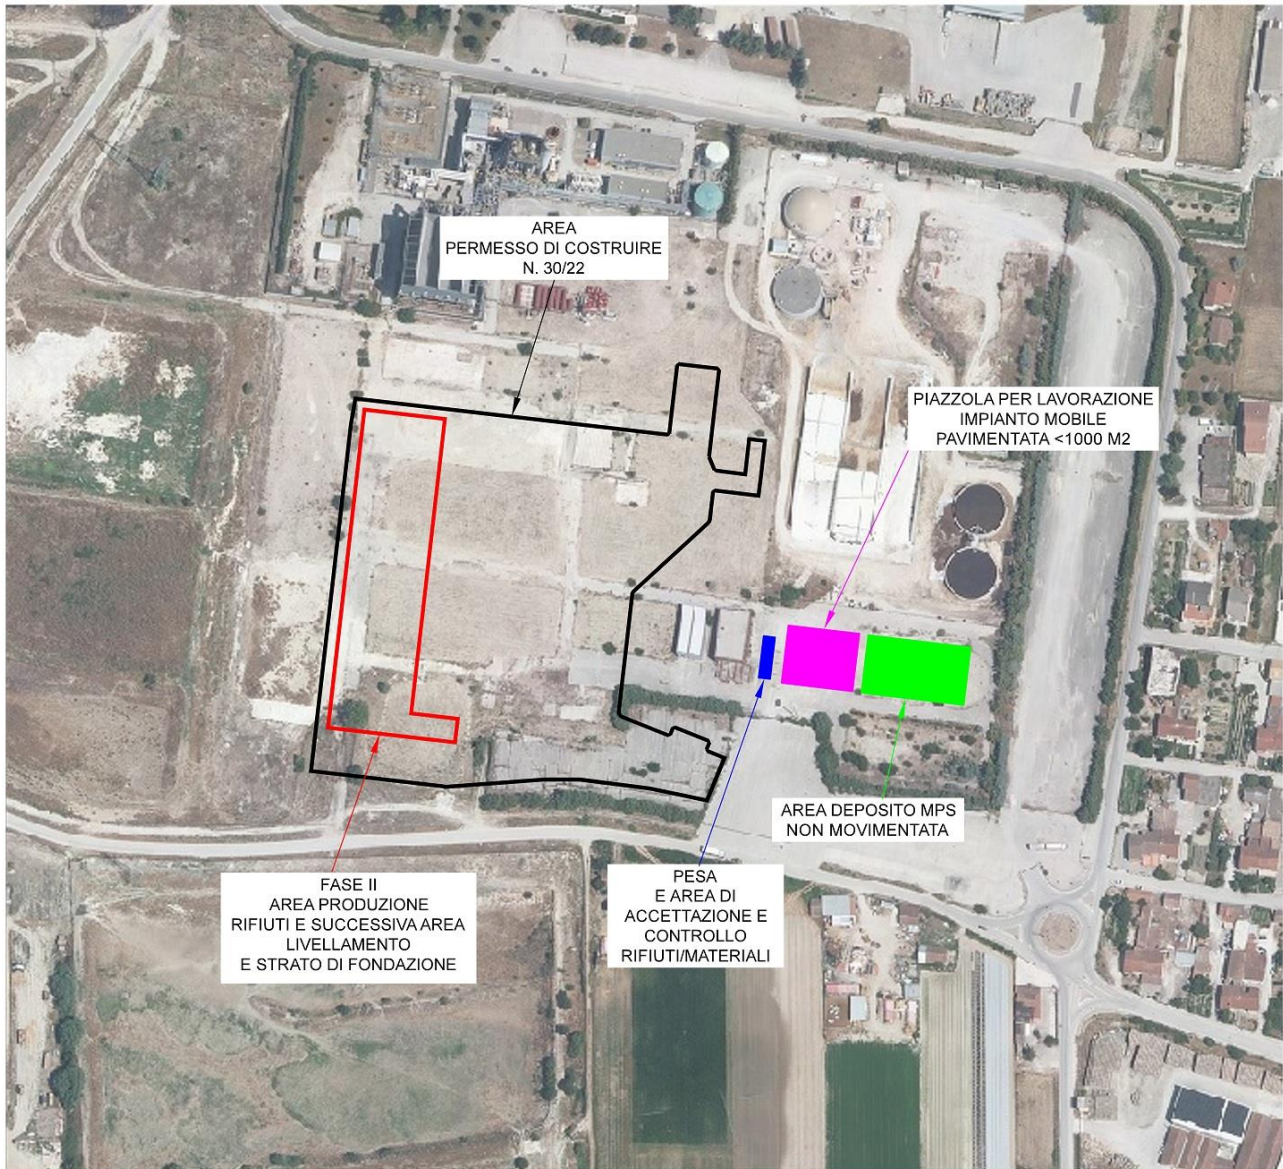 AREA
PERMESSO DI COSTRUIRE
N. 30/22
PIAZZOLA PER LAVORAZIONE
IMPIANTO MOBILE
PAVIMENTATA <1000 M2
AREA DEPOSITO MPS
NON MOVIMENTATA
PESA
E AREA DI
ACCETTAZIONE E
CONTROLLO
RIFIUTI/MATERIALI
FASE II
AREA PRODUZIONE
RIFIUTI E SUCCESSIVA AREA
LIVELLAMENTO
E STRATO DI FONDAZIONE